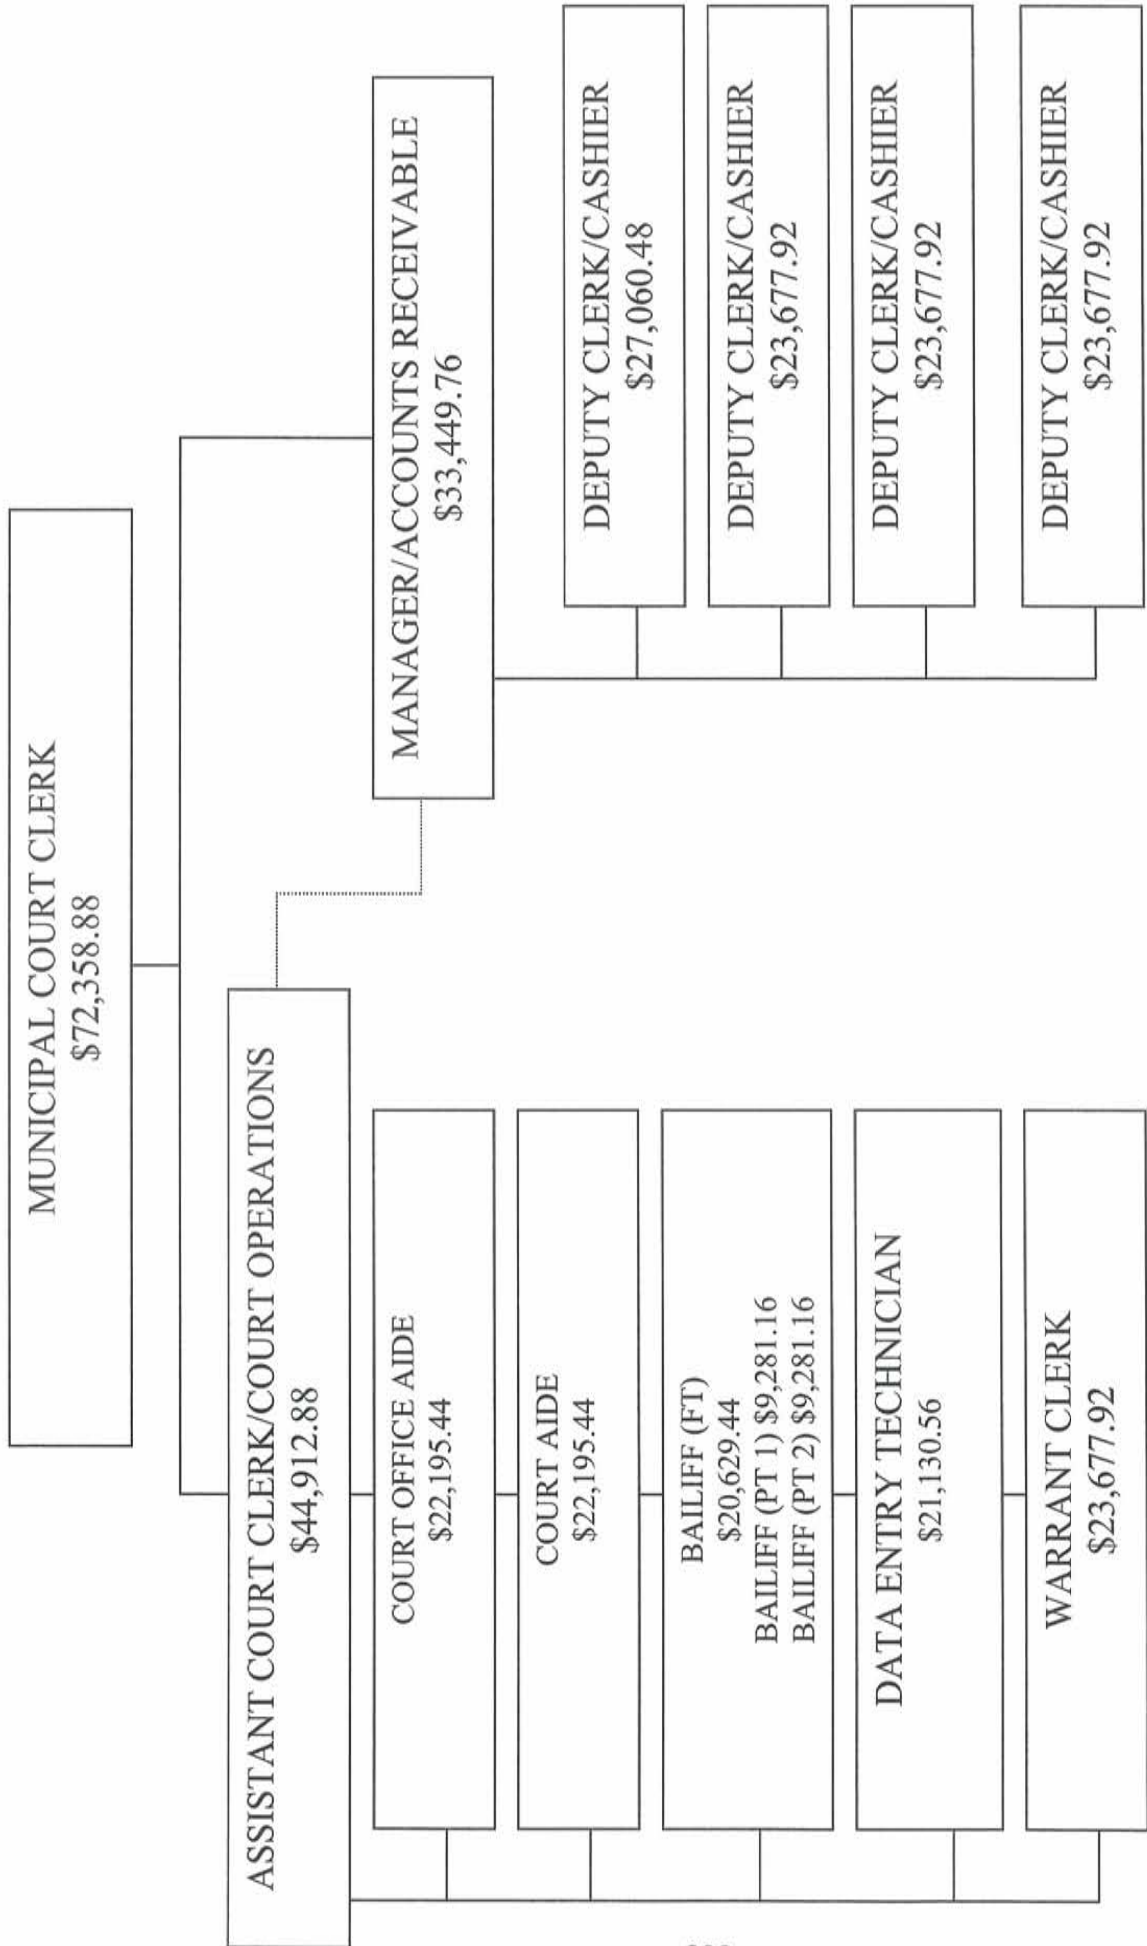 MUNICIPAL COURT CLERK
$72,358.88
ASSISTANT COURT CLERK/COURT OPERATIONS
$44,912.88
COURT OFFICE AIDE
$22,195.44
COURT AIDE
$22,195.44
BAILIFF (FT)
$20,629.44
BAILIFF (PT 1) $9,281.16
BAILIFF (PT 2) $9,281.16
DATA ENTRY TECHNICIAN
$21,130.56
WARRANT CLERK
$23,677.92
MANAGER/ACCOUNTS RECEIVABLE
$33,449.76
DEPUTY CLERK/CASHIER
$27,060.48
DEPUTY CLERK/CASHIER
$23,677.92
DEPUTY CLERK/CASHIER
$23,677.92
DEPUTY CLERK/CASHIER
$23,677.92